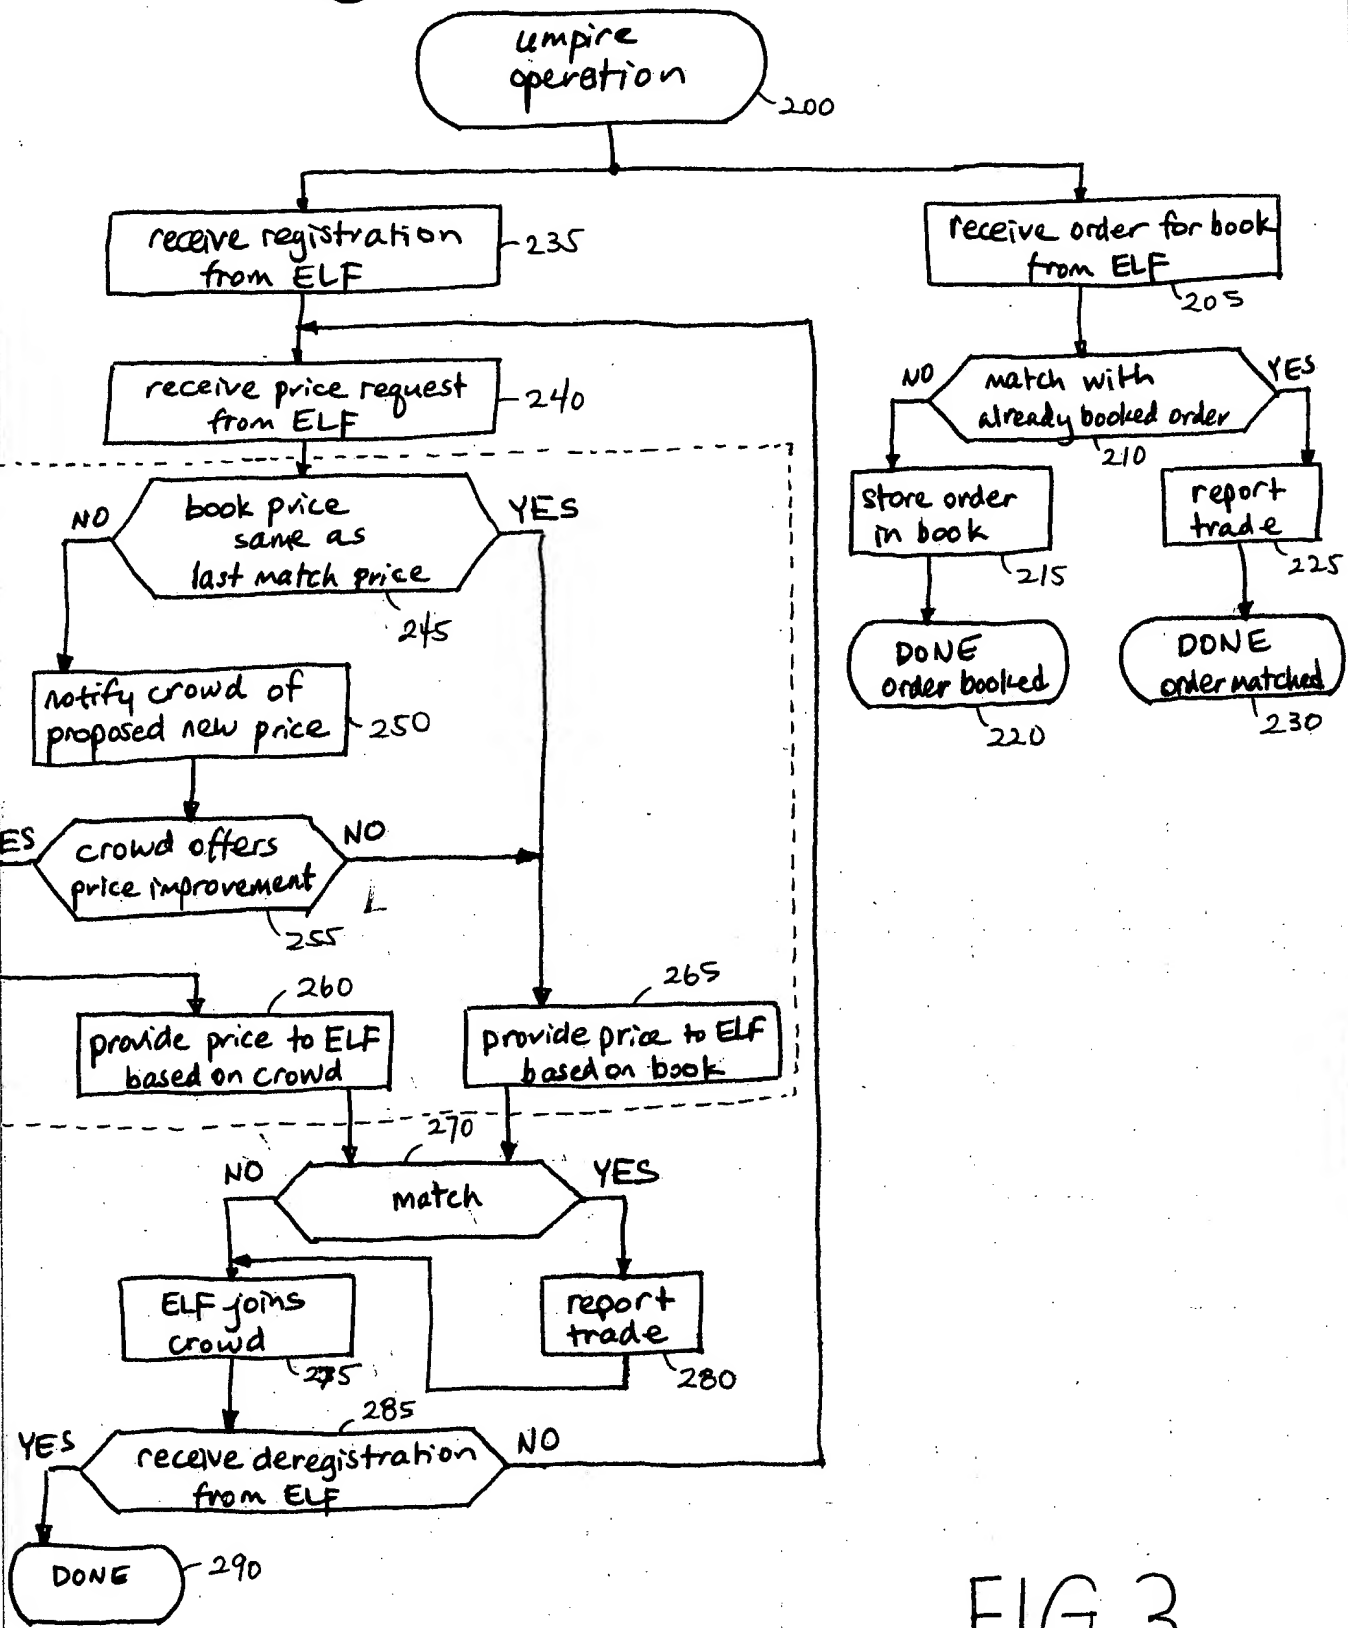 umpire
operation
200
receive registration
from ELF
235
receive order for book
from ELF
205
receive price request
from ELF
240
NO
match with
already booked order
YES
210
store order
in book
215
report
trade
225
DONE
order booked
220
DONE
order matched
230
NO
book price
same as
last match price
YES
245
notify crowd of
proposed new price
250
ES
crowd offers
price improvement
NO
255
260
provide price to ELF
based on crowd
265
provide price to ELF
based on book
270
NO
match
YES
ELF joins
crowd
275
report
trade
280
285
YES
receive deregistration
from ELF
NO
DONE
290
FIG 3